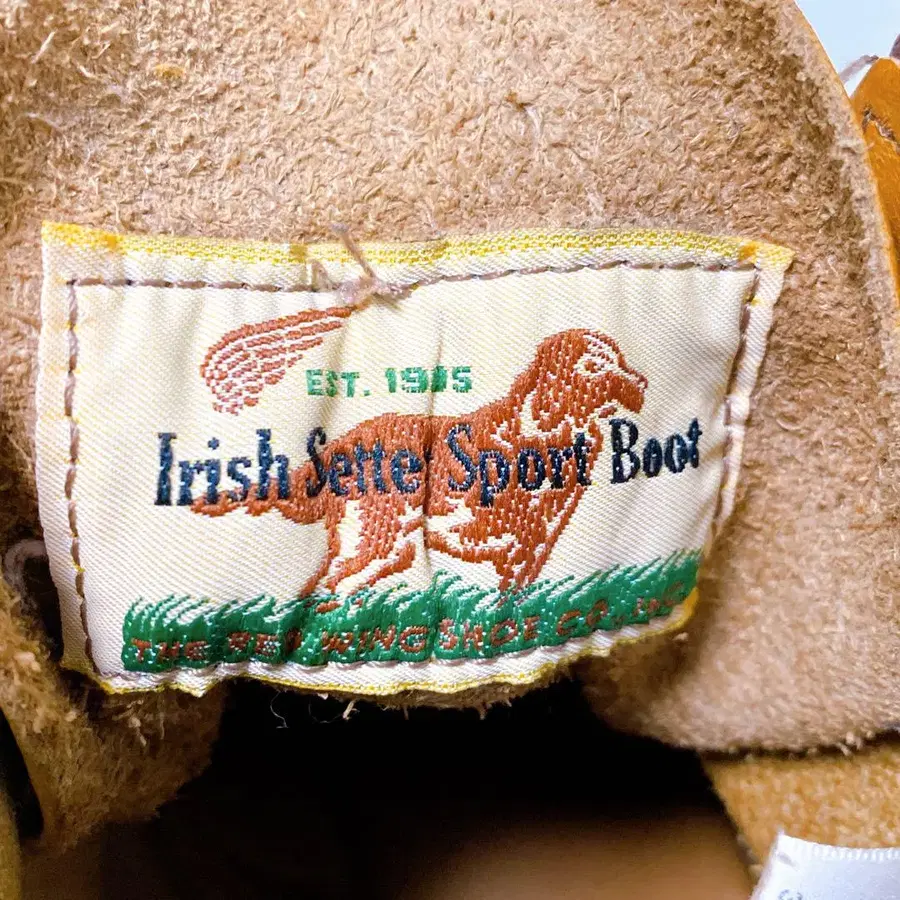 EST. 1905
Irish Setter Sport Boot
THE RED WING SHOE CO., INC.